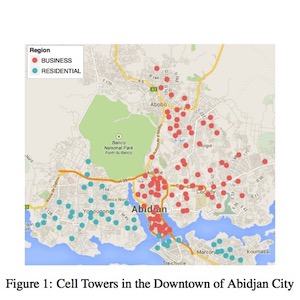 Region
BUSINESS
RESIDENTIAL
Abobo
Banco
National Park
Abidjan
Treichville
Marcory
Koumassi
Figure 1: Cell Towers in the Downtown of Abidjan City